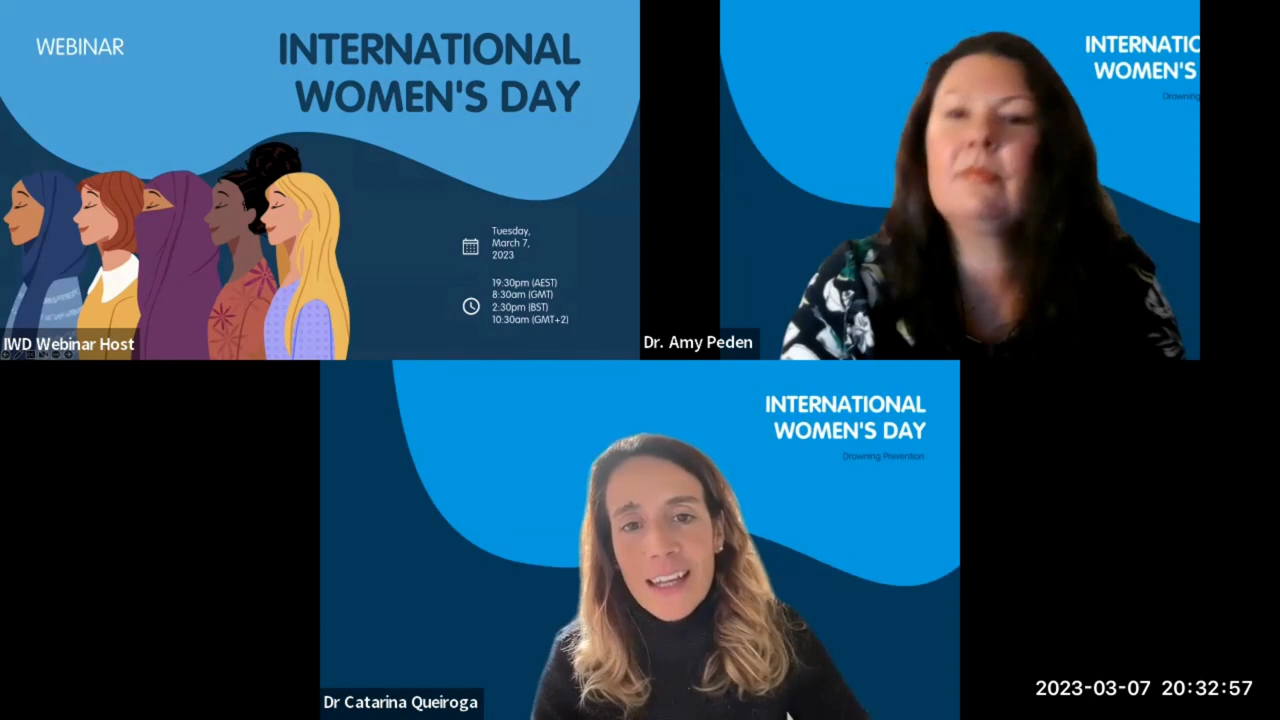 WEBINAR
INTERNATIONAL
WOMEN'S DAY
Tuesday,
March 7,
2023
19.30pm (AEST)
8:30am (GMT)
2:30pm (BST)
10:30am (GMT+2)
IWD Webinar Host
INTERNATIO
WOMEN'S
Drowning
Dr. Amy Peden
INTERNATIONAL
WOMEN'S DAY
Drowning Prevention
Dr Catarina Queiroga
2023-03-07 20:32:57